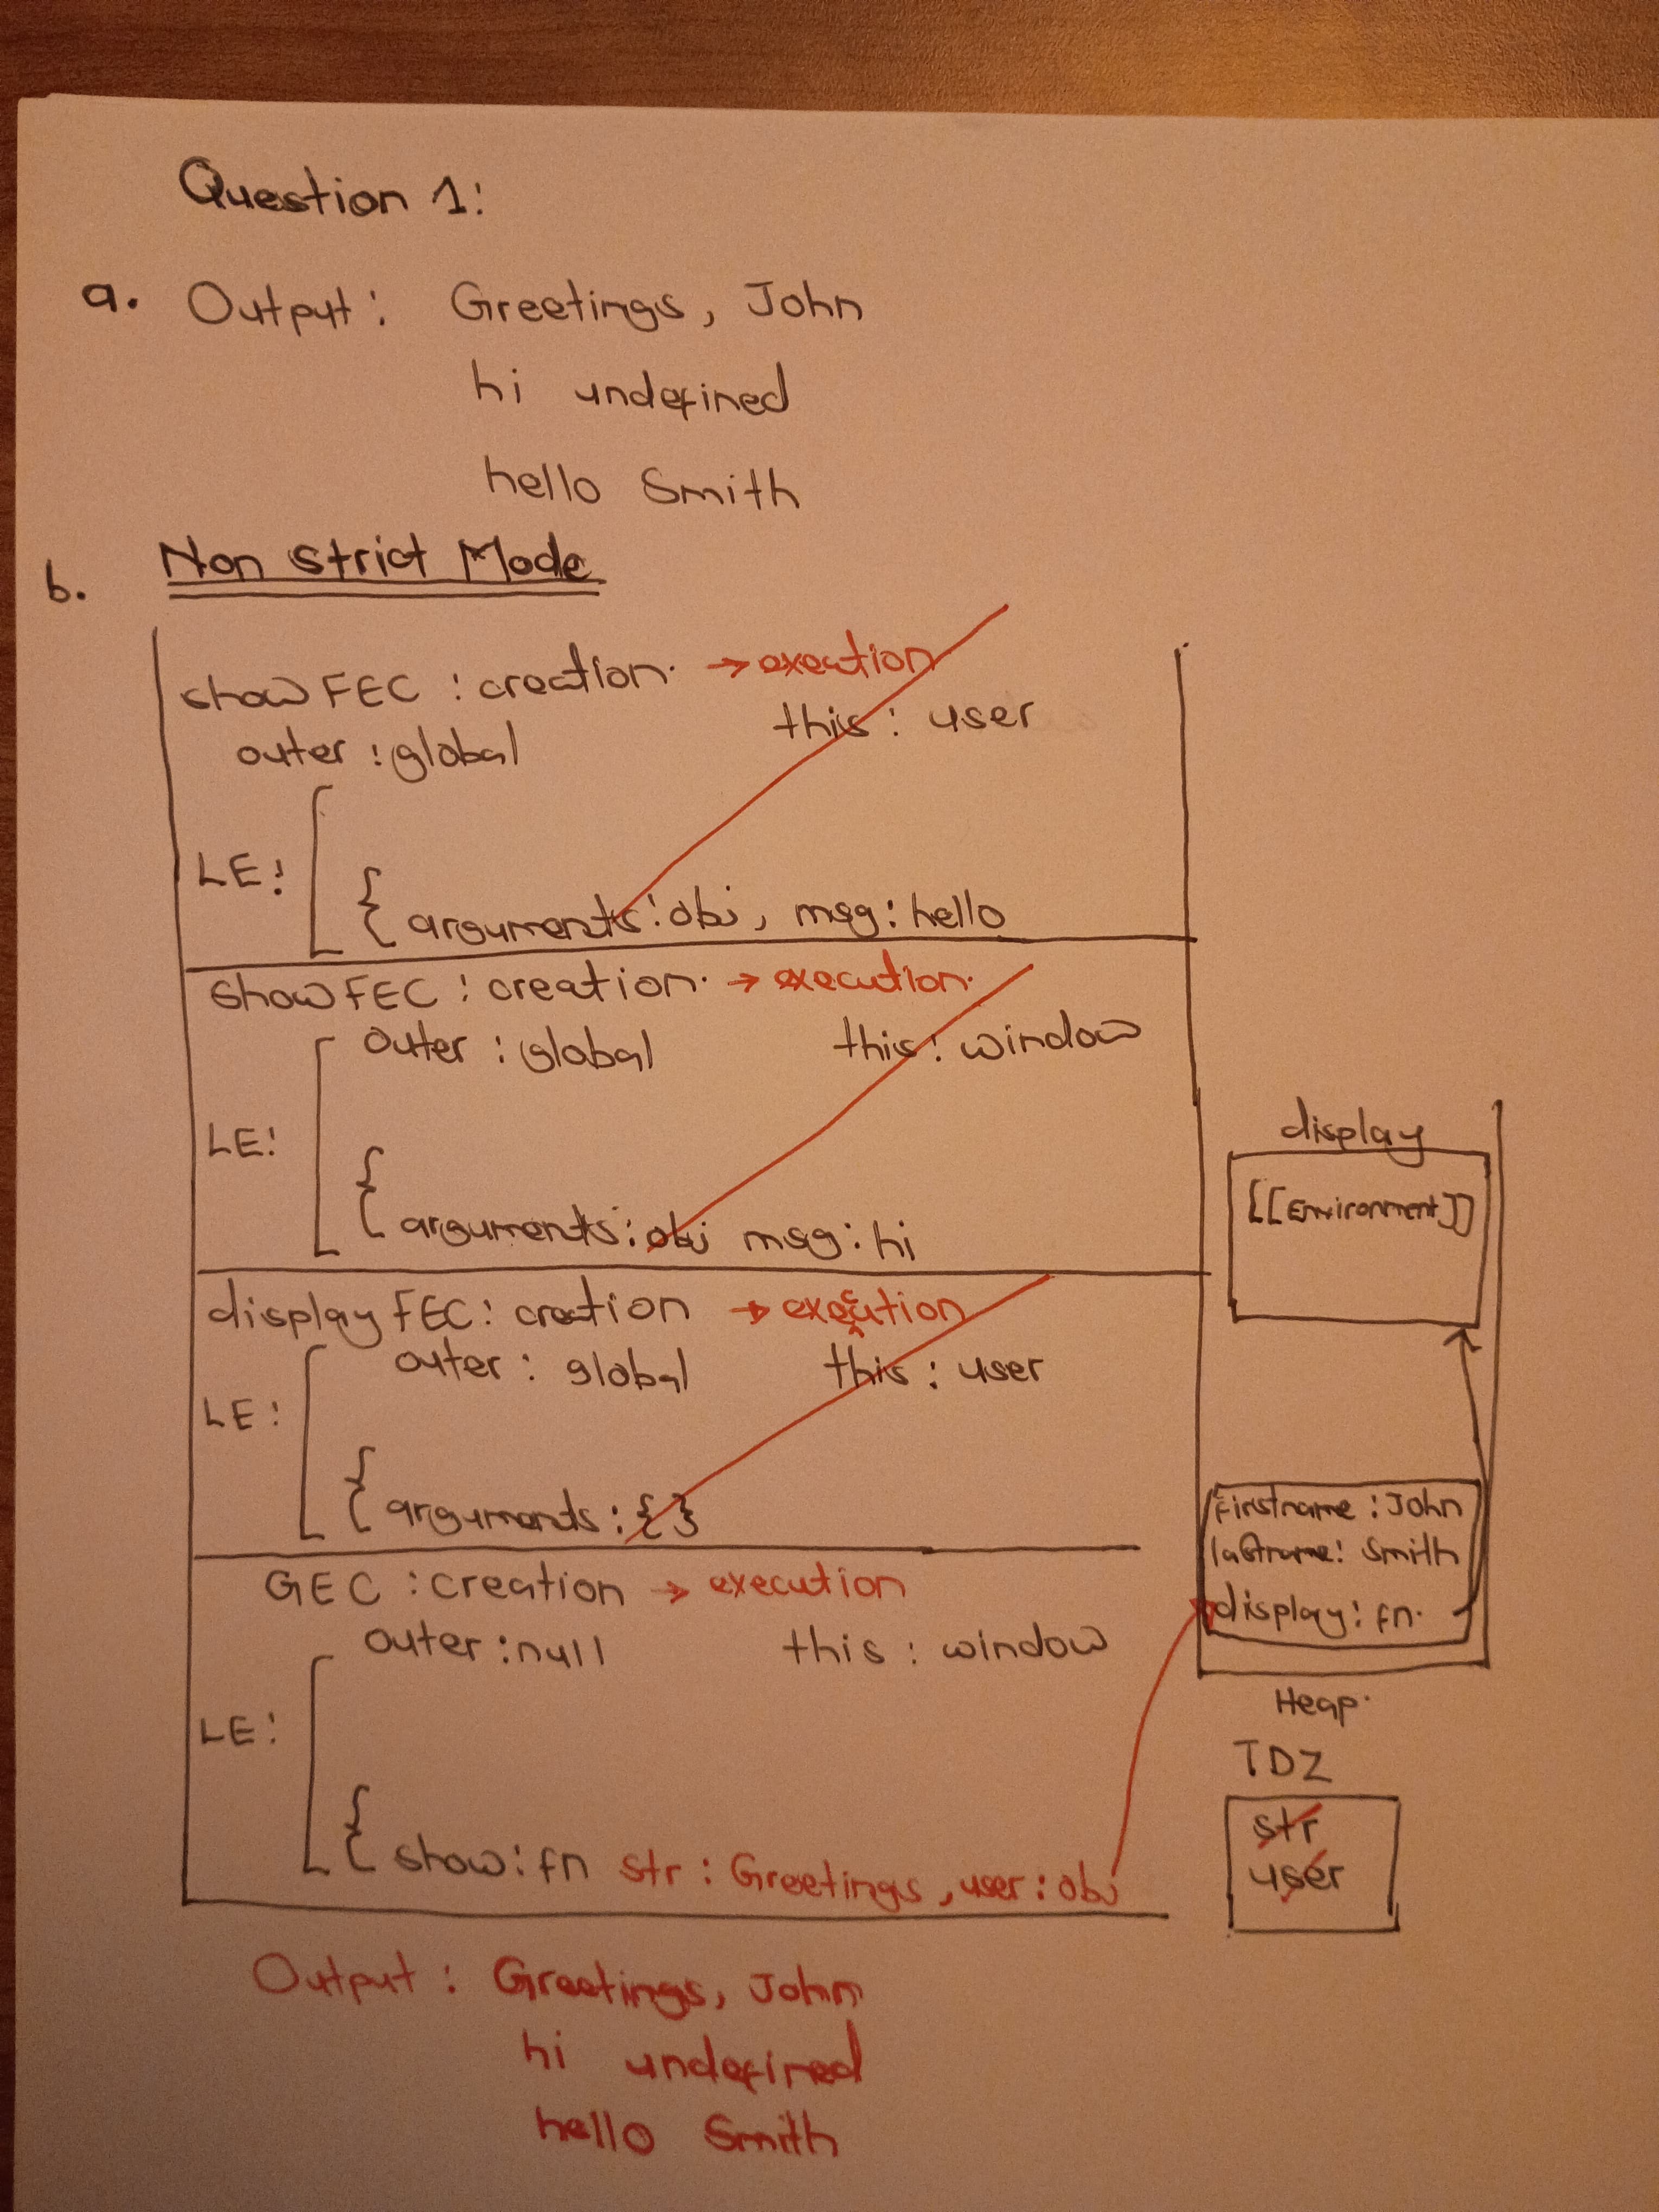 Question 1:
a. Output: Greetings, John
hi undefined
hello Smith
b. Non strict Mode
show FEC : creation. → execution
outer : global this : user
LE:
{ arguments : obj, msg : hello
show FEC : creation. → execution.
outer : global this : window
LE:
{ arguments : obj msg : hi
display FEC : creation → execution
outer : global this : user
LE:
{ arguments : { }
GEC : creation → execution
outer : null this : window
LE:
{ show : fn str : Greetings, user : obj
display
[[Environment]]
firstname : John
lastname : Smith
display : fn.
Heap.
TDZ
str
user
Output : Greetings, John
hi undefined
hello Smith